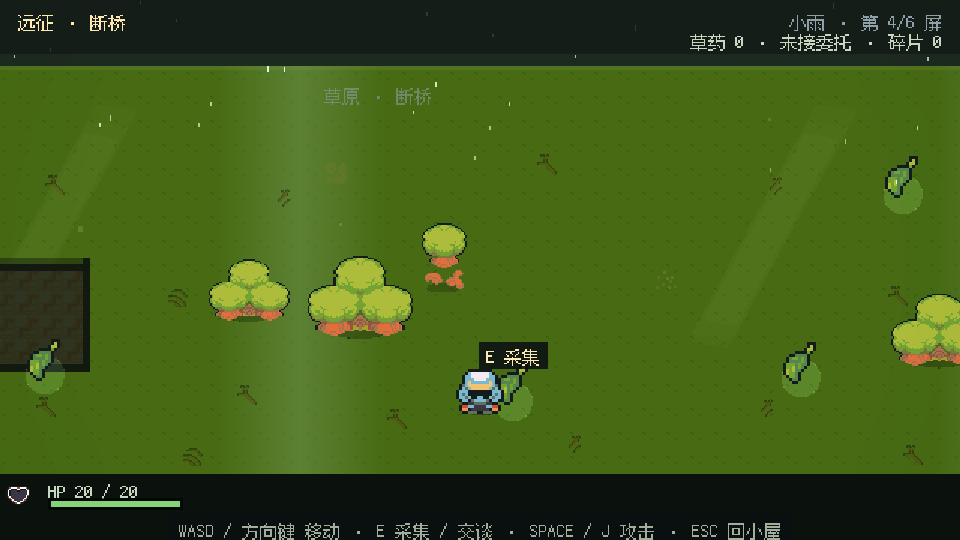 远征 · 断桥
小雨 · 第 4/6 屏
草药 0 · 未接委托 · 碎片 0
草原 · 断桥
E 采集
HP 20 / 20
WASD / 方向键 移动 · E 采集 / 交谈 · SPACE / J 攻击 · ESC 回小屋